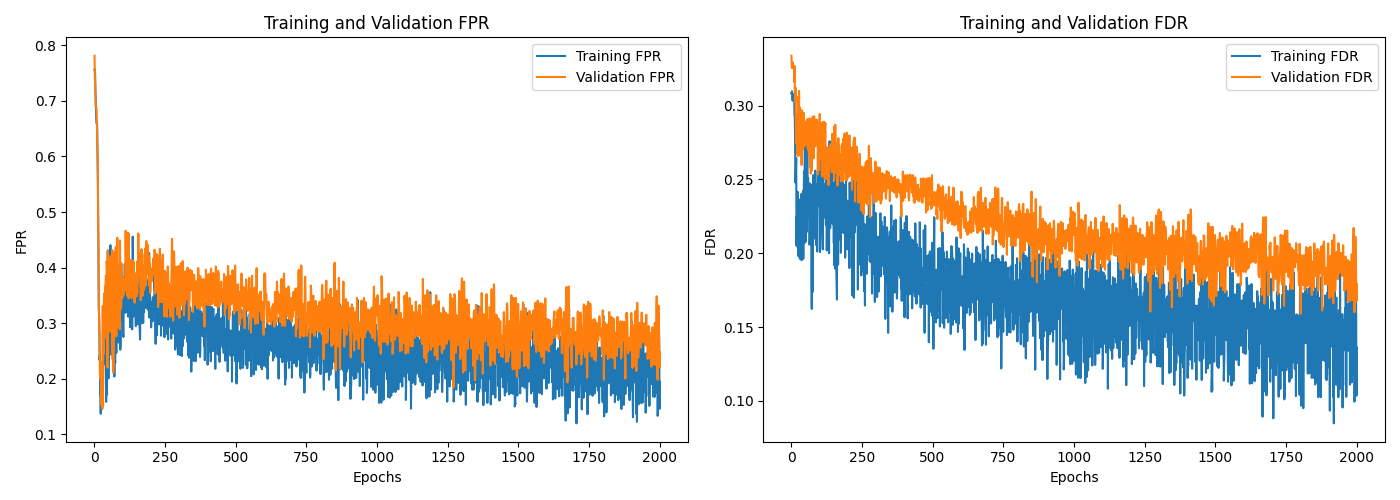 Training and Validation FPR
Training FPR
Validation FPR
FPR
0.8
0.7
0.6
0.5
0.4
0.3
0.2
0.1
0 250 500 750 1000 1250 1500 1750 2000
Epochs
Training and Validation FDR
Training FDR
Validation FDR
FDR
0.30
0.25
0.20
0.15
0.10
0 250 500 750 1000 1250 1500 1750 2000
Epochs